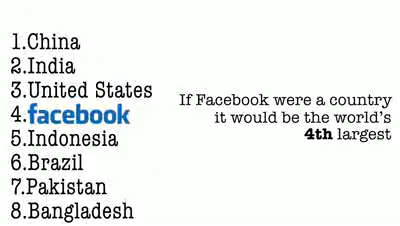 1.China
2.India
3.United States
4.facebook
5.Indonesia
6.Brazil
7.Pakistan
8.Bangladesh
If Facebook were a country
it would be the world's
4th largest